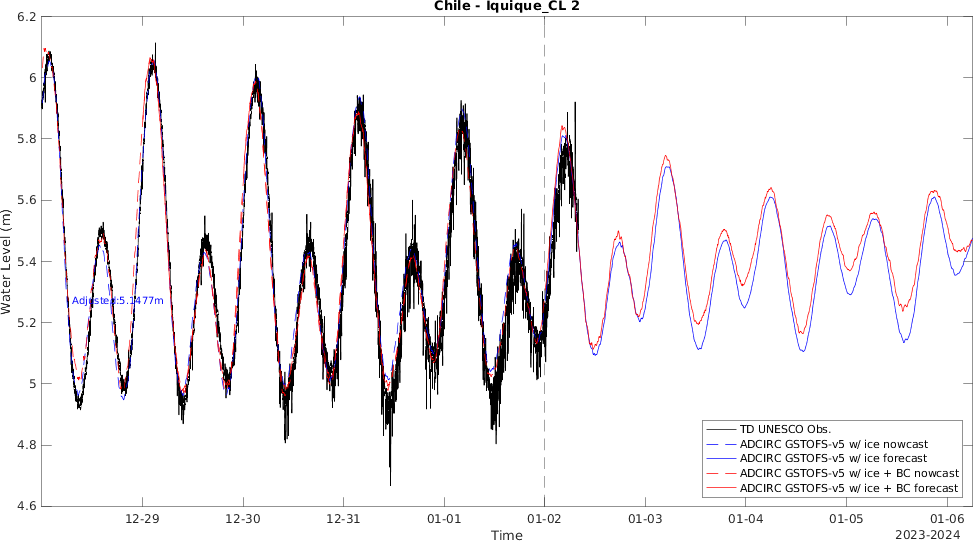 Chile - Iquique_CL 2
6.2
6
5.8
5.6
5.4
5.2
5
4.8
4.6
Water Level (m)
Adjusted:5.1477m
TD UNESCO Obs.
ADCIRC GSTOFS-v5 w/ ice nowcast
ADCIRC GSTOFS-v5 w/ ice forecast
ADCIRC GSTOFS-v5 w/ ice + BC nowcast
ADCIRC GSTOFS-v5 w/ ice + BC forecast
12-29 12-30 12-31 01-01 01-02 01-03 01-04 01-05 01-06
Time
2023-2024